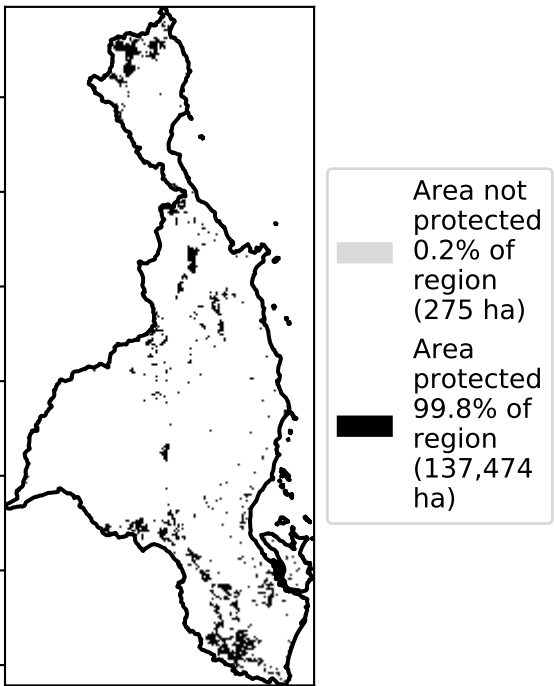 Area not
protected
0.2% of
region
(275 ha)
Area
protected
99.8% of
region
(137,474
ha)